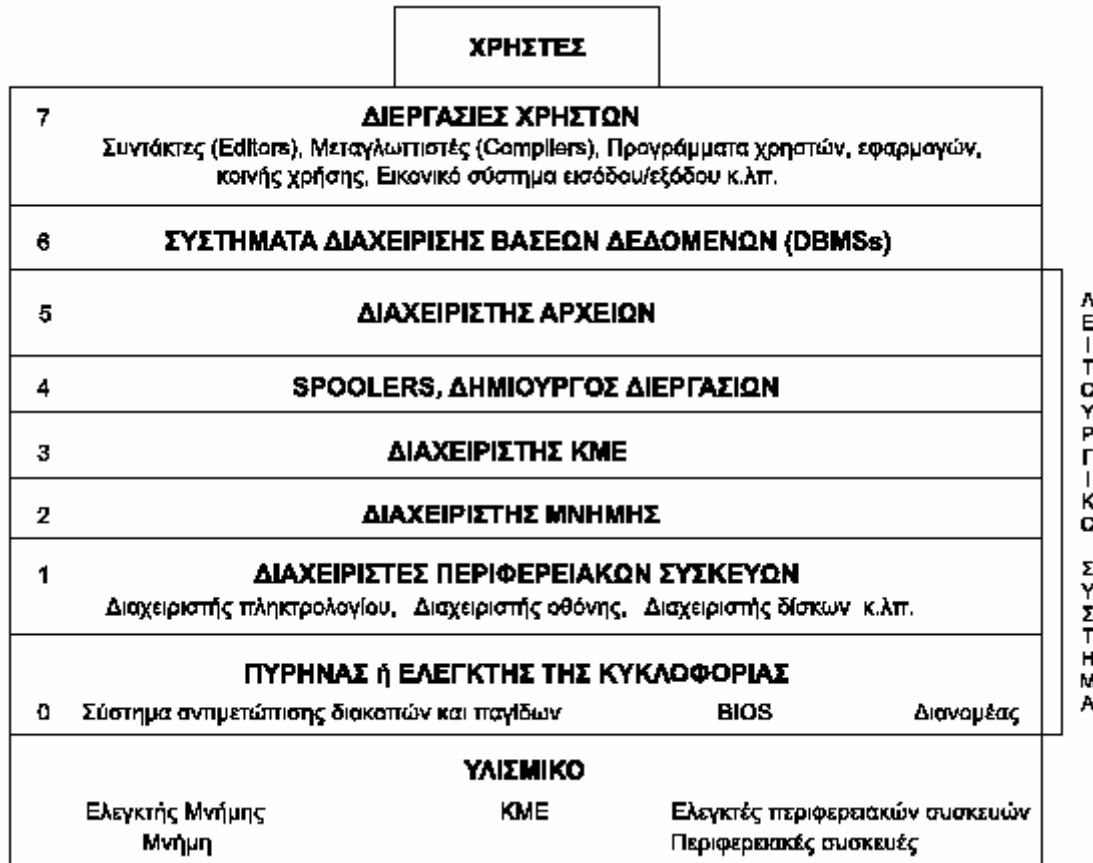 ΧΡΗΣΤΕΣ
7 ΔΙΕΡΓΑΣΙΕΣ ΧΡΗΣΤΩΝ
Συντάκτες (Editors), Μεταγλωττιστές (Compilers), Προγράμματα χρηστών, εφαρμογών,
κοινής χρήσης, Εικονικό σύστημα εισόδου/εξόδου κ.λπ.
6 ΣΥΣΤΗΜΑΤΑ ΔΙΑΧΕΙΡΙΣΗΣ ΒΑΣΕΩΝ ΔΕΔΟΜΕΝΩΝ (DBMSs)
5 ΔΙΑΧΕΙΡΙΣΤΗΣ ΑΡΧΕΙΩΝ
4 SPOOLERS, ΔΗΜΙΟΥΡΓΟΣ ΔΙΕΡΓΑΣΙΩΝ
3 ΔΙΑΧΕΙΡΙΣΤΗΣ ΚΜΕ
2 ΔΙΑΧΕΙΡΙΣΤΗΣ ΜΝΗΜΗΣ
1 ΔΙΑΧΕΙΡΙΣΤΕΣ ΠΕΡΙΦΕΡΕΙΑΚΩΝ ΣΥΣΚΕΥΩΝ
Διαχειριστής πληκτρολογίου, Διαχειριστής οθόνης, Διαχειριστής δίσκων κ.λπ.
ΠΥΡΗΝΑΣ ή ΕΛΕΓΚΤΗΣ ΤΗΣ ΚΥΚΛΟΦΟΡΙΑΣ
0 Σύστημα αντιμετώπισης διακοπών και παγίδων BIOS Διανομέας
ΥΛΙΣΜΙΚΟ
Ελεγκτής Μνήμης ΚΜΕ Ελεγκτές περιφερειακών συσκευών
Μνήμη Περιφερειακές συσκευές
ΛΕΙΤΟΥΡΓΙΚΟ ΣΥΣΤΗΜΑ